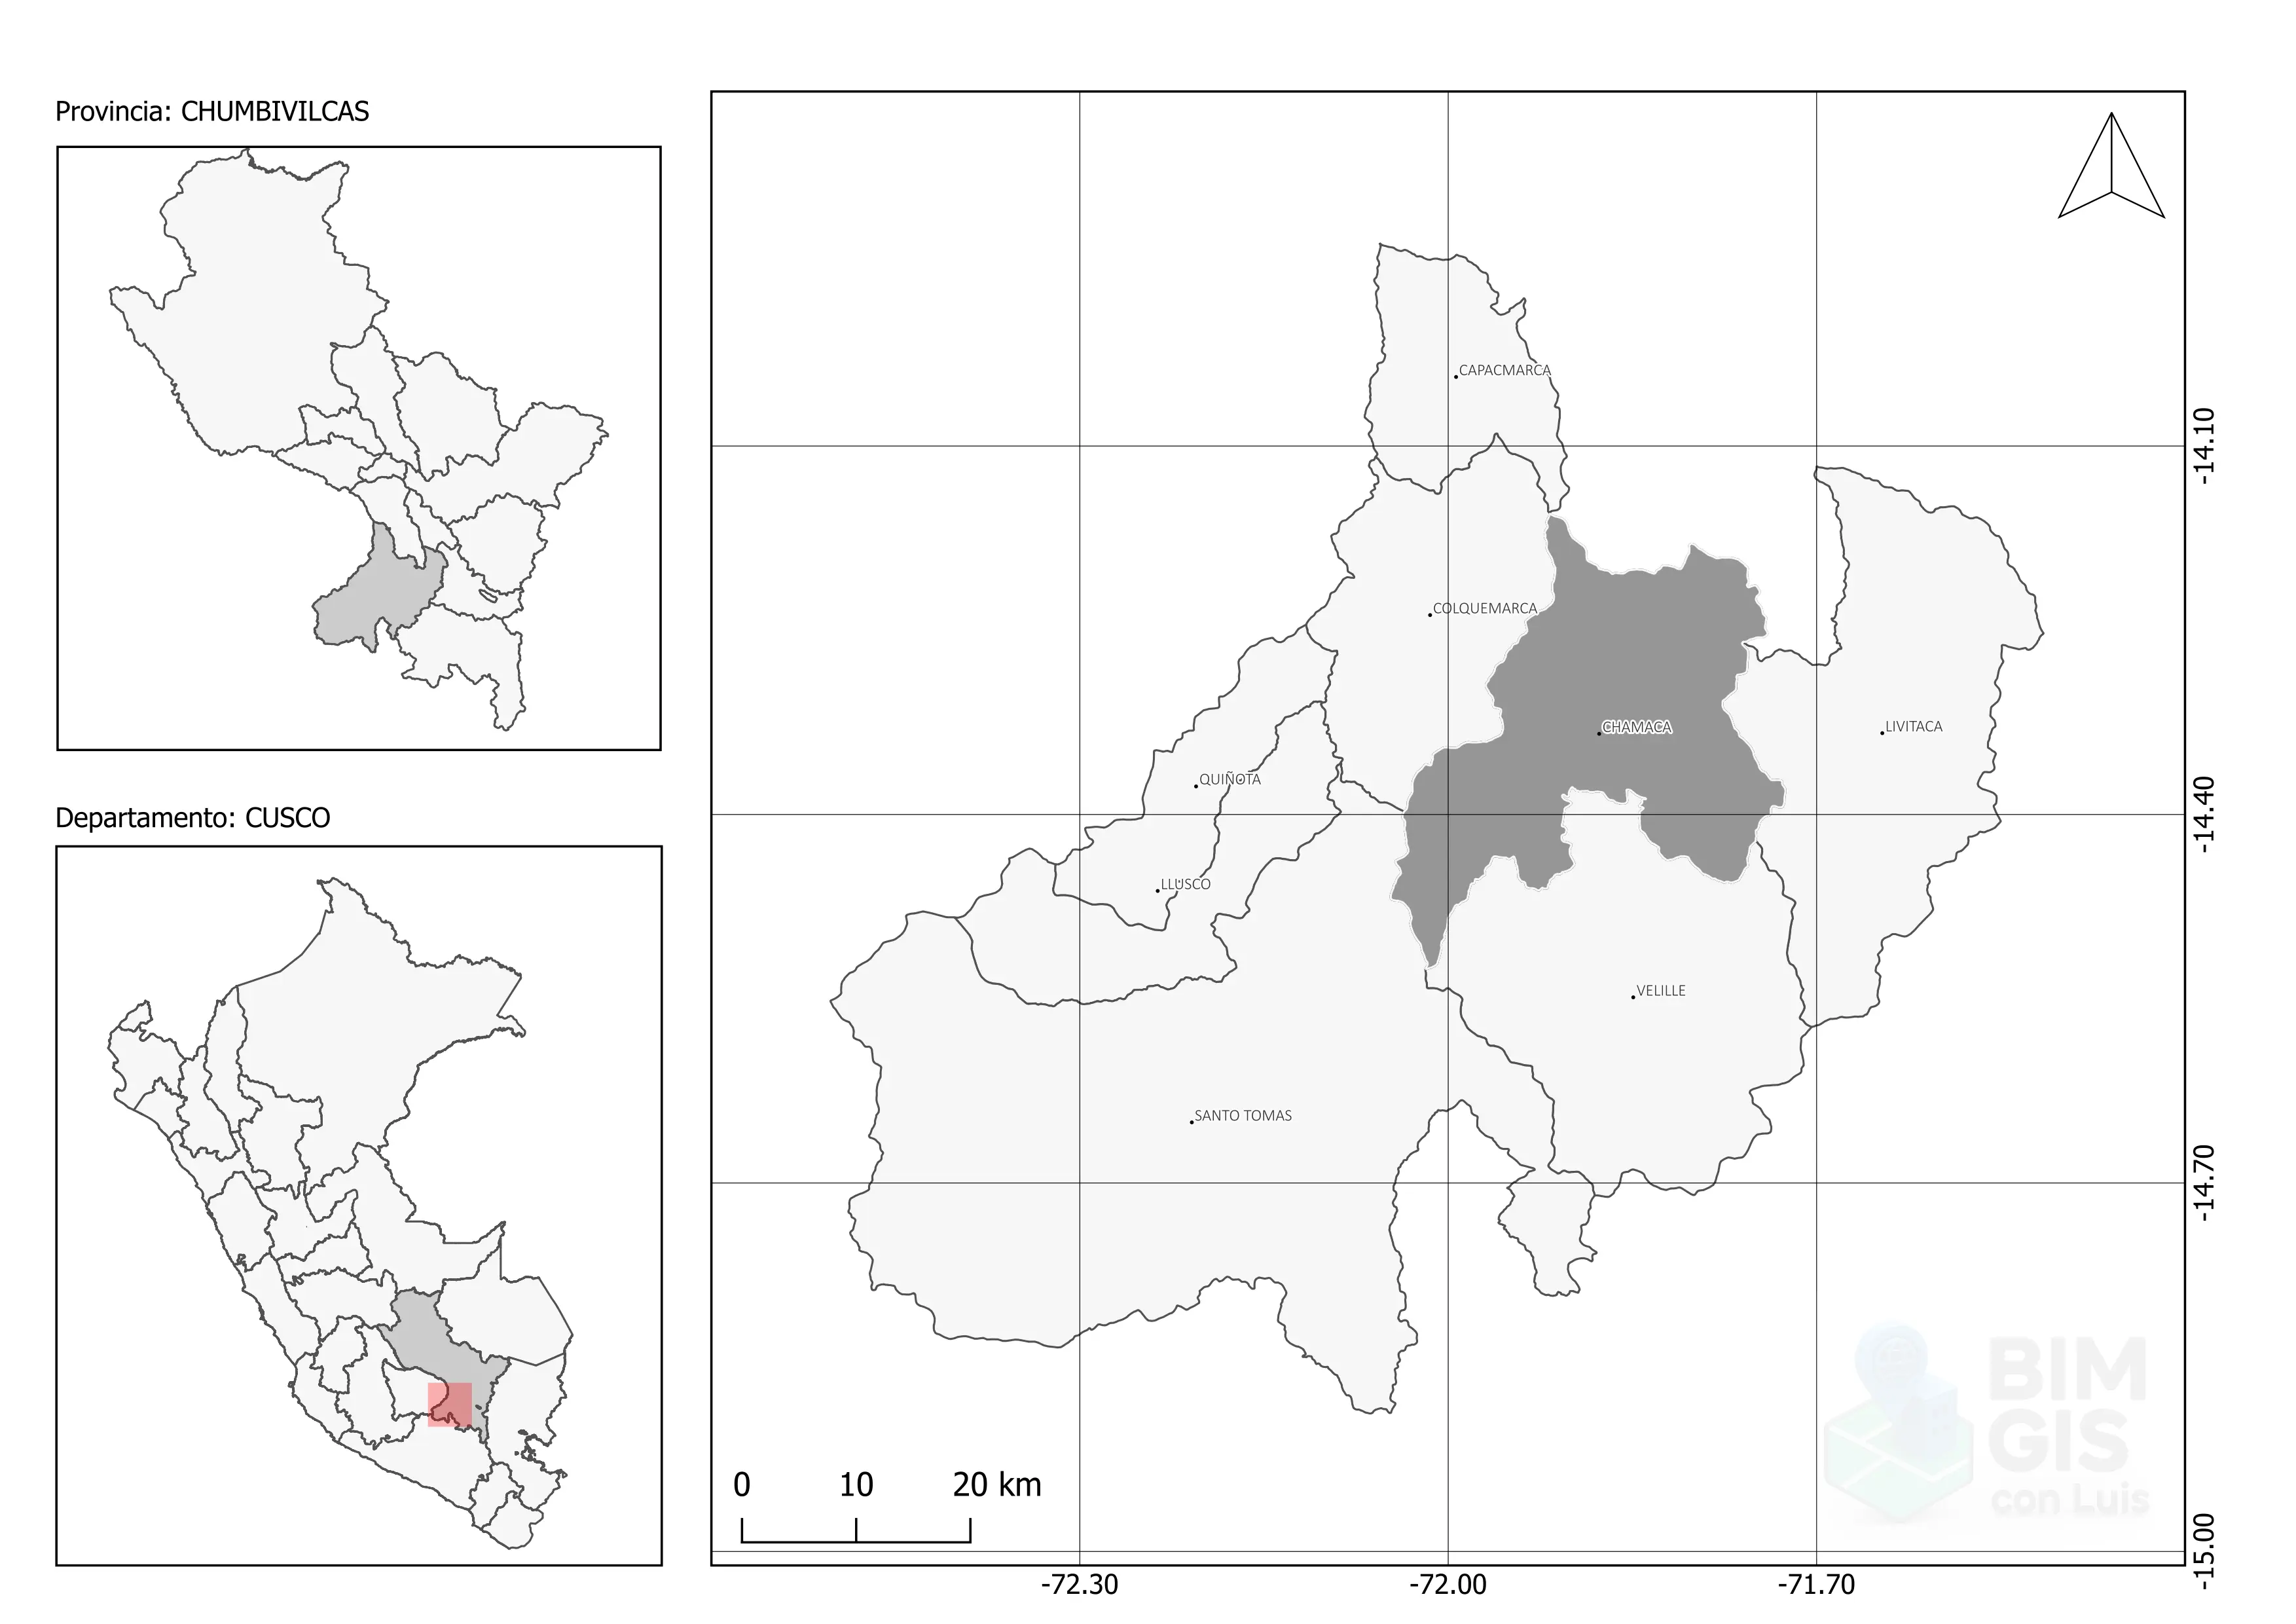 Provincia: CHUMBIVILCAS
Departamento: CUSCO
CAPACMARCA
COLQUEMARCA
CHAMACA
LIVITACA
QUIÑOTA
LLUSCO
VELILLE
SANTO TOMAS
0 10 20 km
-72.30 -72.00 -71.70
-14.10
-14.40
-14.70
-15.00
BIM
GIS
con Luis